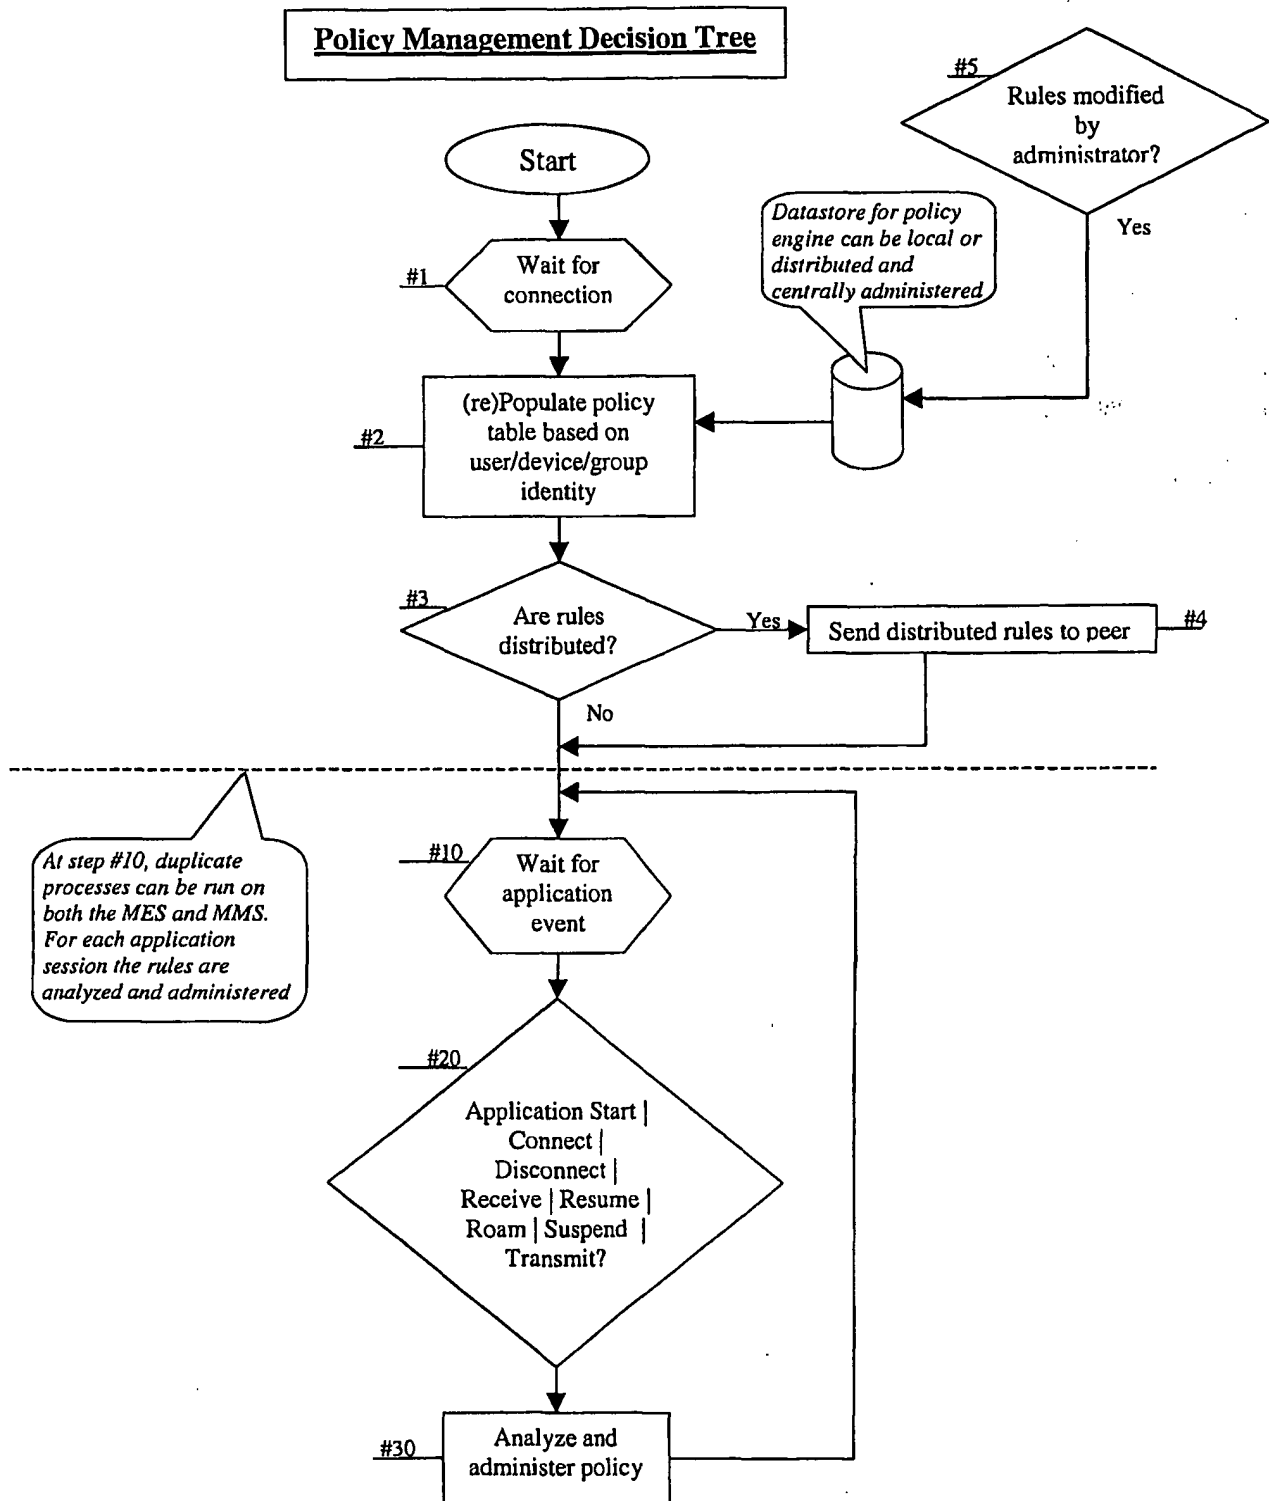 Policy Management Decision Tree
#5
Rules modified
by
administrator?
Yes
Start
Datastore for policy
engine can be local or
distributed and
centrally administered
#1
Wait for
connection
#2
(re)Populate policy
table based on
user/device/group
identity
#3
Are rules
distributed?
Yes
Send distributed rules to peer
#4
No
At step #10, duplicate
processes can be run on
both the MES and MMS.
For each application
session the rules are
analyzed and administered
#10
Wait for
application
event
#20
Application Start |
Connect |
Disconnect |
Receive | Resume |
Roam | Suspend |
Transmit?
#30
Analyze and
administer policy